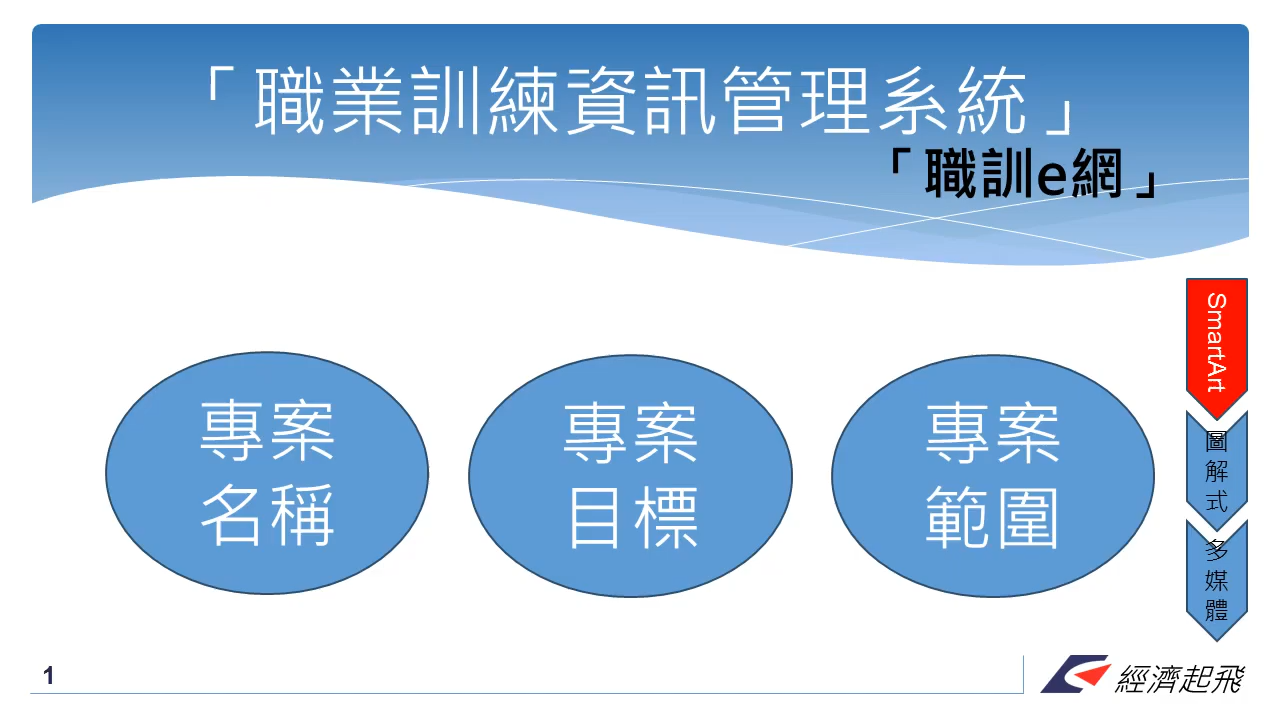 「職業訓練資訊管理系統」
「職訓e網」
專案
名稱
專案
目標
專案
範圍
SmartArt
圖
解
式
多
媒
體
1
經濟起飛